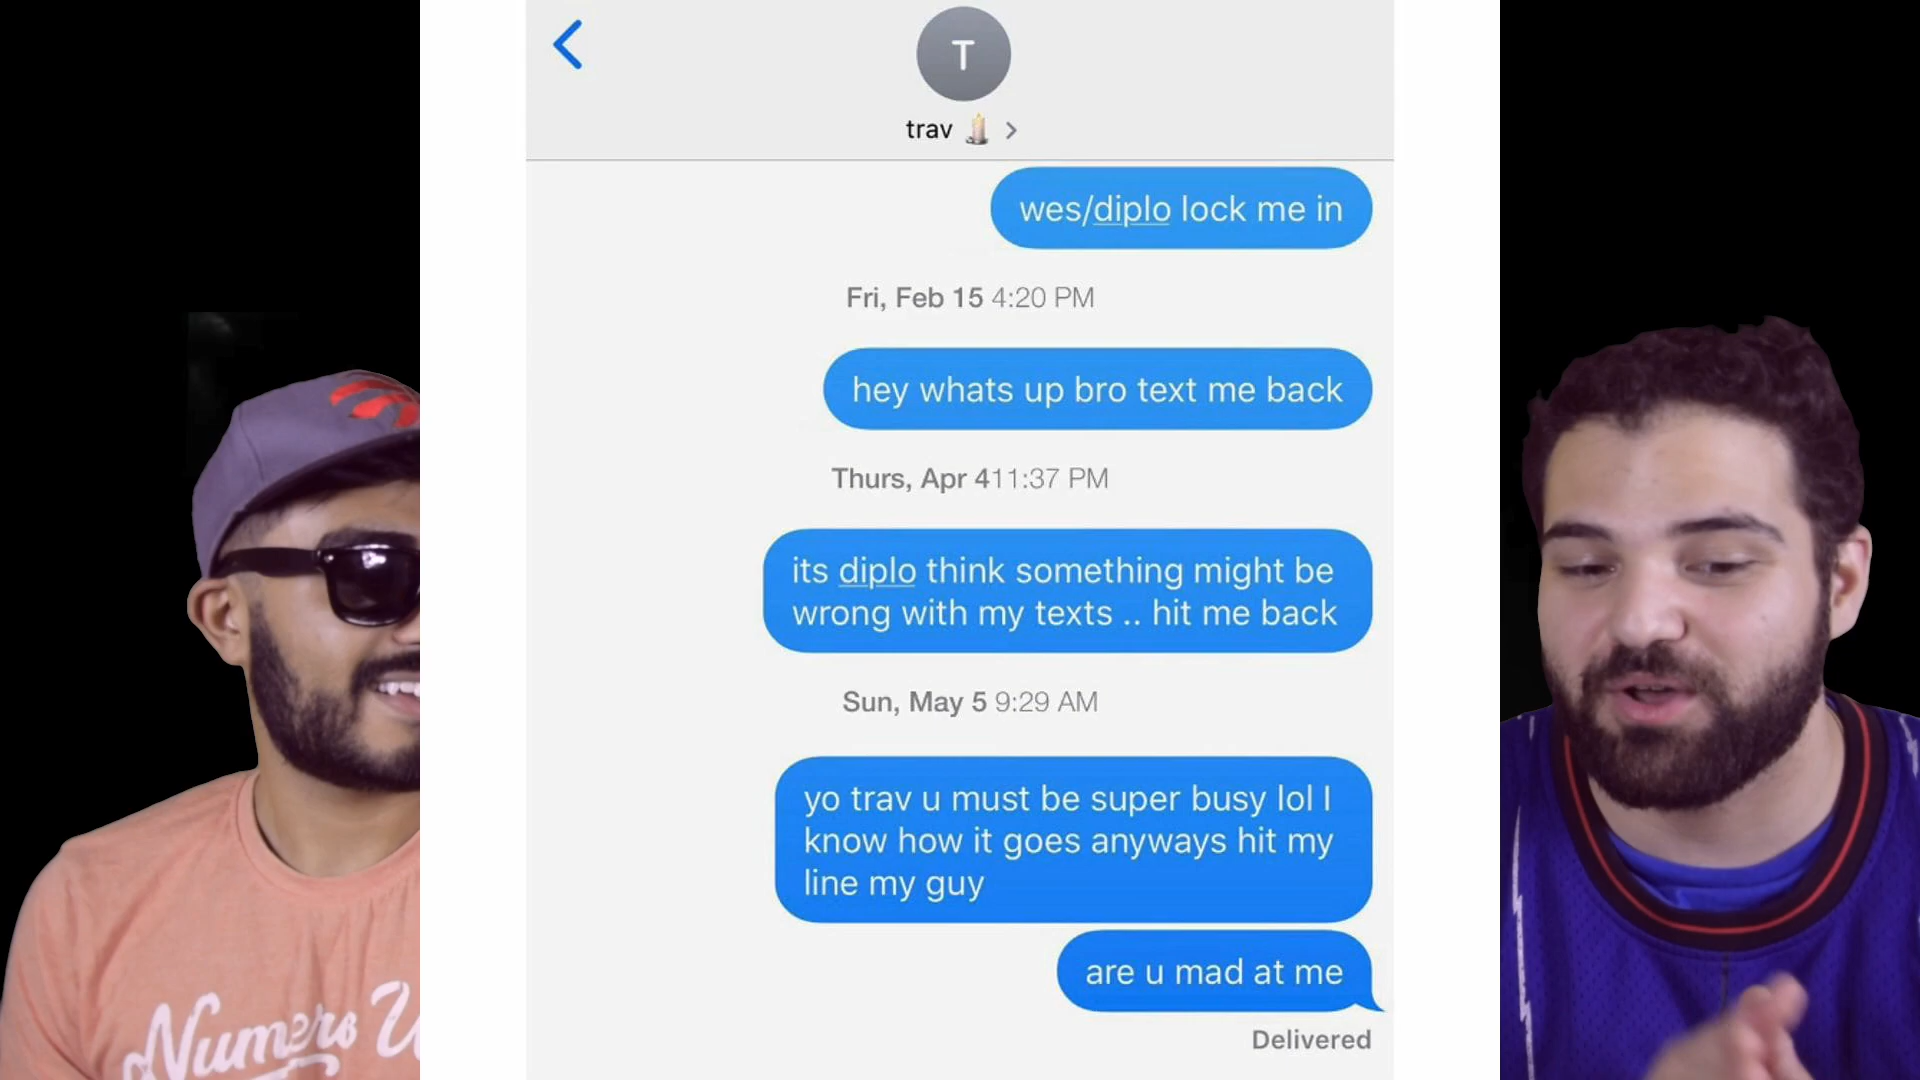 T
trav
wes/diplo lock me in
Fri, Feb 15 4:20 PM
hey whats up bro text me back
Thurs, Apr 411:37 PM
its diplo think something might be
wrong with my texts .. hit me back
Sun, May 5 9:29 AM
yo trav u must be super busy lol I
know how it goes anyways hit my
line my guy
are u mad at me
Delivered
Numero U